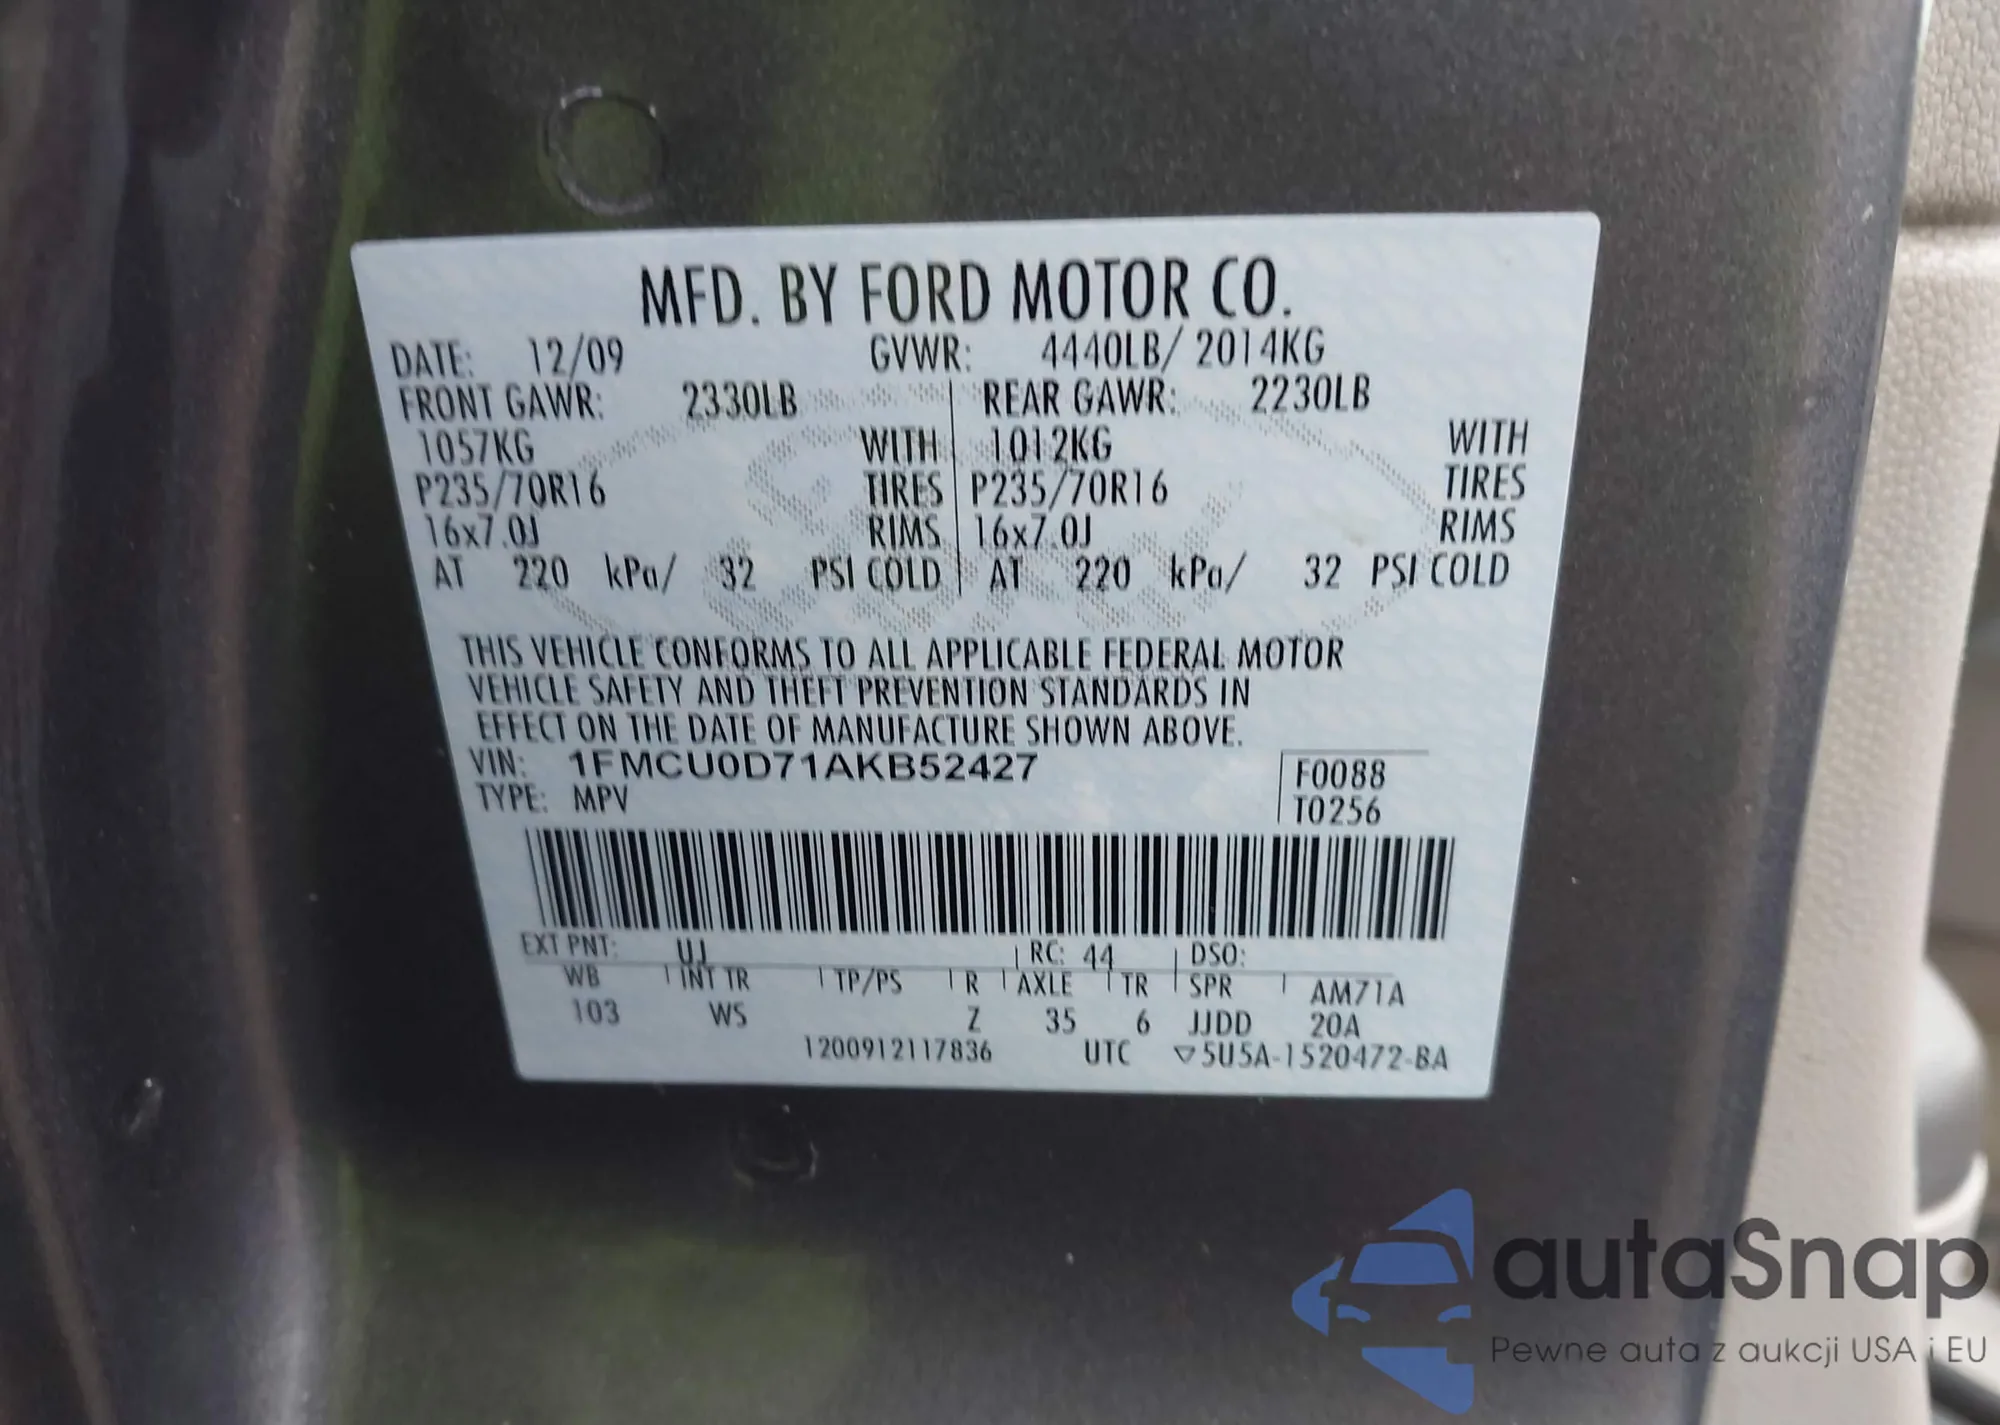 MFD. BY FORD MOTOR CO.
DATE: 12/09 GVWR: 4440LB/ 2014KG
FRONT GAWR: 2330LB REAR GAWR: 2230LB
1057KG WITH 1012KG WITH
P235/70R16 TIRES P235/70R16 TIRES
16x7.0J RIMS 16x7.0J RIMS
AT 220 kPa/ 32 PSI COLD AT 220 kPa/ 32 PSI COLD
THIS VEHICLE CONFORMS TO ALL APPLICABLE FEDERAL MOTOR
VEHICLE SAFETY AND THEFT PREVENTION STANDARDS IN
EFFECT ON THE DATE OF MANUFACTURE SHOWN ABOVE.
VIN: 1FMCU0D71AKB52427 F0088
TYPE: MPV T0256
EXT PNT: UJ RC: 44 DSO:
WB INT TR TP/PS R AXLE TR SPR AM71A
103 WS Z 35 6 JJDD 20A
1200912117836 UTC ▽5U5A-1520472-BA
autaSnap
Pewne auta z aukcji USA i EU